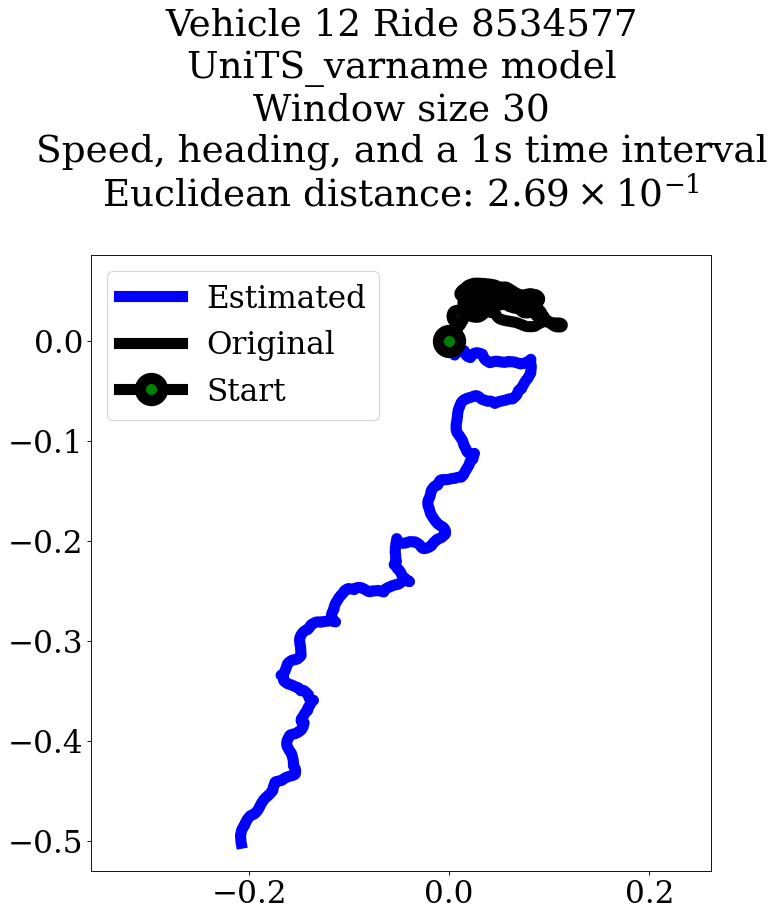 Vehicle 12 Ride 8534577
UniTS_varname model
Window size 30
Speed, heading, and a 1s time interval
Euclidean distance: 2.69 × 10⁻¹
Estimated
Original
Start
0.0
−0.1
−0.2
−0.3
−0.4
−0.5
−0.2 0.0 0.2